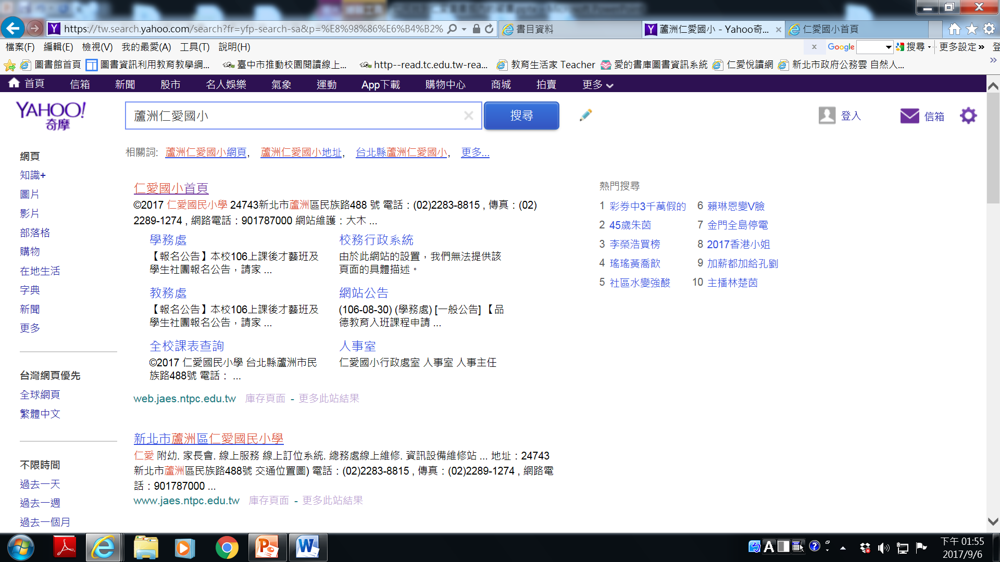 https://tw.search.yahoo.com/search?fr=yfp-search-sa&p=%E8%98%86%E6%B4%B2%
書目資料
蘆洲仁愛國小 - Yahoo奇...
仁愛國小首頁
檔案(F) 編輯(E) 檢視(V) 我的最愛(A) 工具(T) 說明(H)
x Google 搜尋 更多設定 » 登
圖書館首頁 圖書資訊利用教育教學綱... 臺中市推動校園閱讀線上... http--read.tc.edu.tw-rea... 教育生活家 Teacher 愛的書庫圖書資訊系統 仁愛悅讀網 新北市政府公務雲 自然人... »
首頁 信箱 新聞 股市 名人娛樂 氣象 運動 App下載 購物中心 商城 拍賣 更多
YAHOO!
奇摩
蘆洲仁愛國小
搜尋
登入
信箱
相關詞: 蘆洲仁愛國小網頁, 蘆洲仁愛國小地址, 台北縣蘆洲仁愛國小, 更多...
網頁
知識+
圖片
影片
部落格
購物
在地生活
字典
新聞
更多
台灣網頁優先
全球網頁
繁體中文
不限時間
過去一天
過去一週
過去一個月
仁愛國小首頁
©2017 仁愛國民小學 24743新北市蘆洲區民族路488 號 電話：(02)2283-8815 , 傳真：(02)
2289-1274 , 網路電話：901787000 網站維護：大木 ...
學務處
【報名公告】本校106上課後才藝班及
學生社團報名公告，請家 ...
校務行政系統
由於此網站的設置，我們無法提供該
頁面的具體描述。
教務處
【報名公告】本校106上課後才藝班及
學生社團報名公告，請家 ...
網站公告
(106-08-30) (學務處) [一般公告] 【品
德教育入班課程申請 ...
全校課表查詢
©2017 仁愛國民小學 台北縣蘆洲市民
族路488號 電話： ...
人事室
仁愛國小行政處室 人事室 人事主任
web.jaes.ntpc.edu.tw 庫存頁面 - 更多此站結果
新北市蘆洲區仁愛國民小學
仁愛 附幼. 家長會. 線上服務 線上訂位系統. 總務處線上維修. 資訊設備維修站 ... 地址：24743
新北市蘆洲區民族路488號 交通位置圖) 電話：(02)2283-8815 , 傳真：(02)2289-1274 , 網路電
話：901787000 ...
www.jaes.ntpc.edu.tw 庫存頁面 - 更多此站結果
熱門搜尋
1 彩券中3千萬假的
2 45歲朱茵
3 李榮浩買榜
4 瑤瑤黃喬歆
5 社區水變強酸
6 賴琳恩變V臉
7 金門全島停電
8 2017香港小姐
9 加薪都加給孔劉
10 主播林楚茵
下午 01:55
2017/9/6